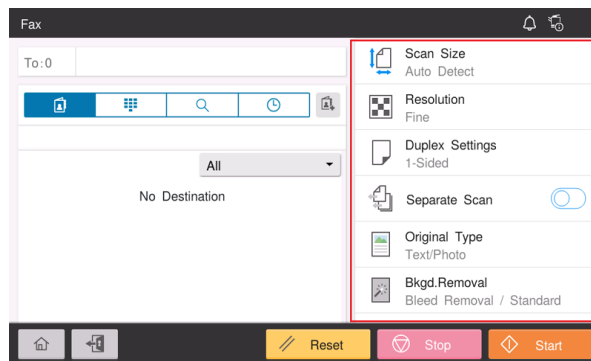 Fax
To:0
All
No Destination
Scan Size
Auto Detect
Resolution
Fine
Duplex Settings
1-Sided
Separate Scan
Original Type
Text/Photo
Bkgd.Removal
Bleed Removal / Standard
Reset
Stop
Start